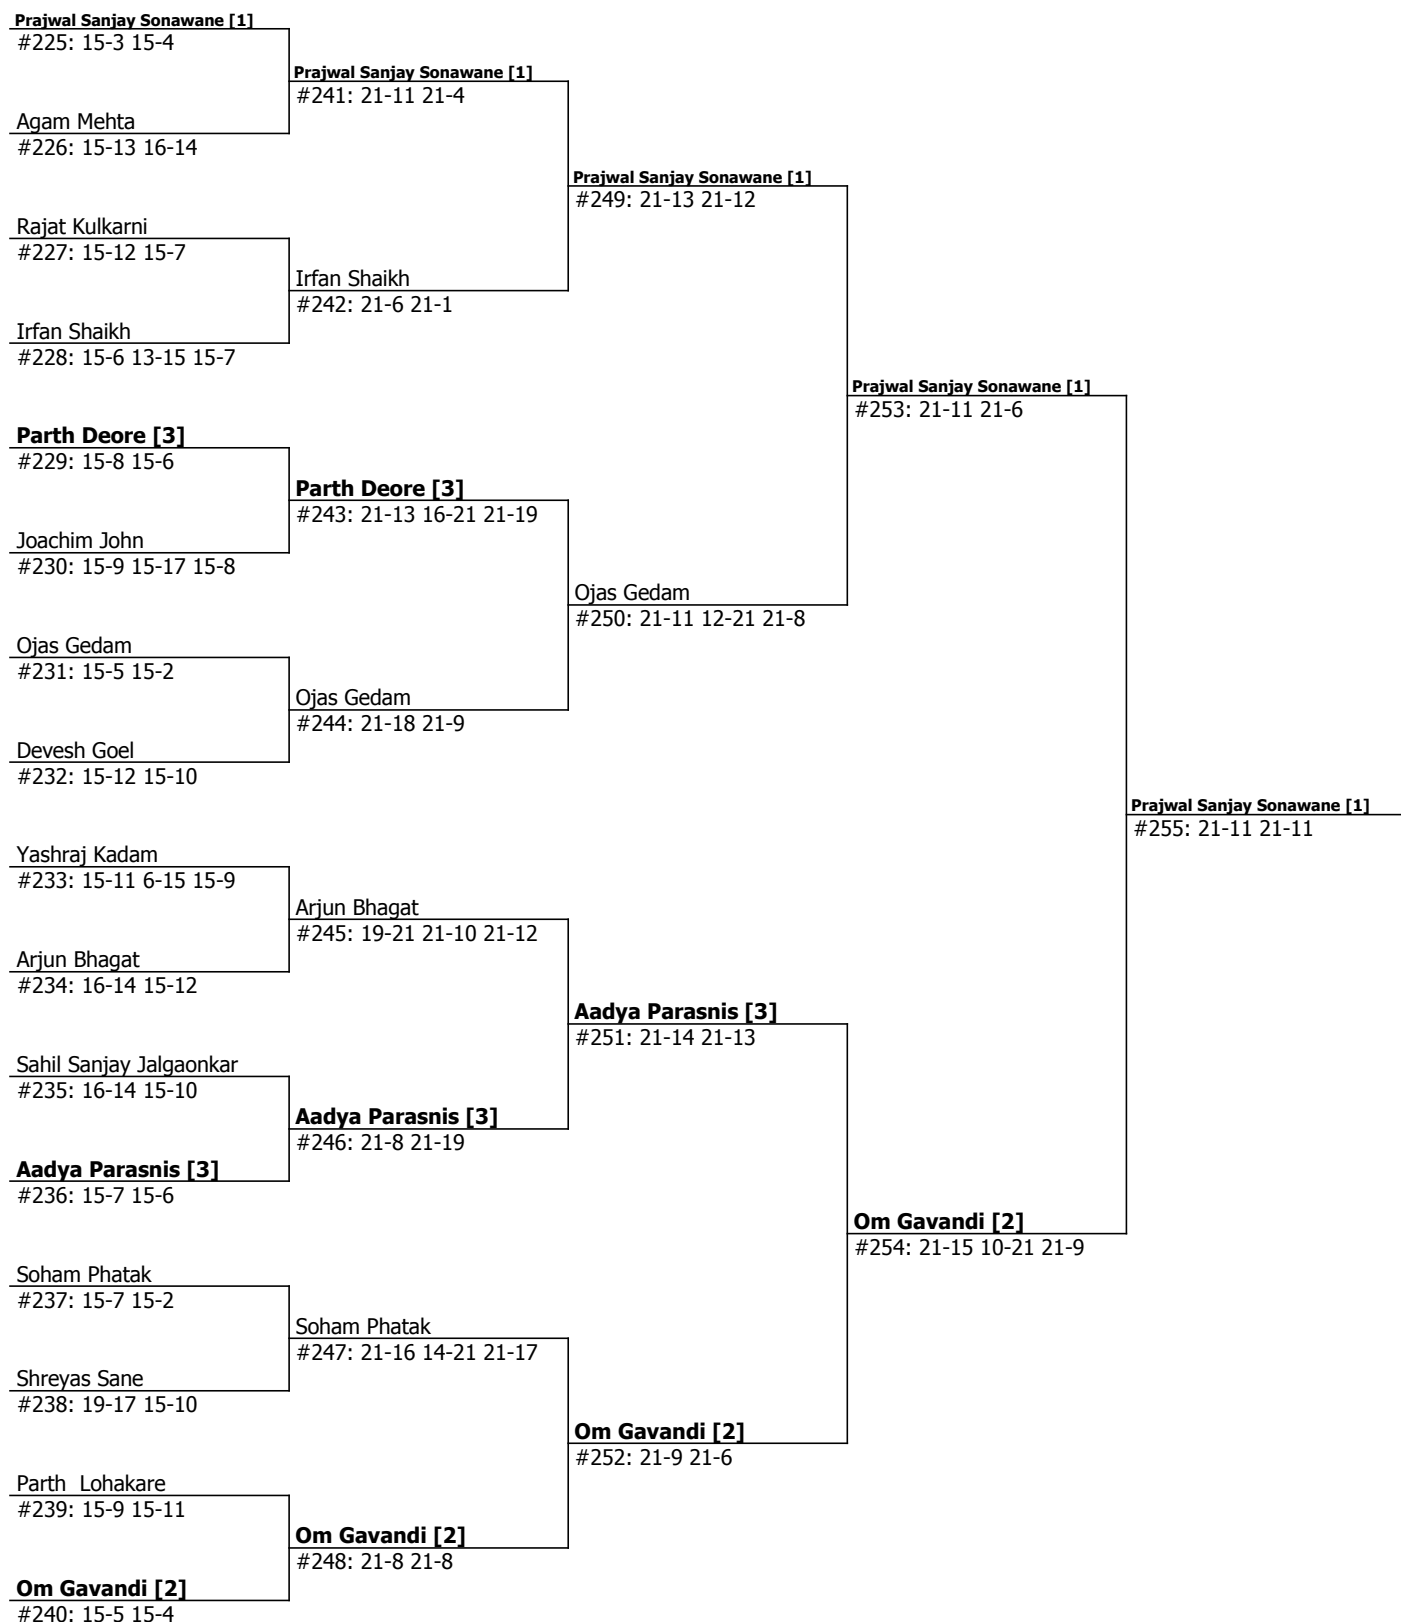 Prajwal Sanjay Sonawane [1]
#225: 15-3 15-4
Prajwal Sanjay Sonawane [1]
#241: 21-11 21-4
Agam Mehta
#226: 15-13 16-14
Prajwal Sanjay Sonawane [1]
#249: 21-13 21-12
Rajat Kulkarni
#227: 15-12 15-7
Irfan Shaikh
#242: 21-6 21-1
Irfan Shaikh
#228: 15-6 13-15 15-7
Prajwal Sanjay Sonawane [1]
#253: 21-11 21-6
Parth Deore [3]
#229: 15-8 15-6
Parth Deore [3]
#243: 21-13 16-21 21-19
Joachim John
#230: 15-9 15-17 15-8
Ojas Gedam
#250: 21-11 12-21 21-8
Ojas Gedam
#231: 15-5 15-2
Ojas Gedam
#244: 21-18 21-9
Devesh Goel
#232: 15-12 15-10
Prajwal Sanjay Sonawane [1]
#255: 21-11 21-11
Yashraj Kadam
#233: 15-11 6-15 15-9
Arjun Bhagat
#245: 19-21 21-10 21-12
Arjun Bhagat
#234: 16-14 15-12
Aadya Parasnis [3]
#251: 21-14 21-13
Sahil Sanjay Jalgaonkar
#235: 16-14 15-10
Aadya Parasnis [3]
#246: 21-8 21-19
Aadya Parasnis [3]
#236: 15-7 15-6
Om Gavandi [2]
#254: 21-15 10-21 21-9
Soham Phatak
#237: 15-7 15-2
Soham Phatak
#247: 21-16 14-21 21-17
Shreyas Sane
#238: 19-17 15-10
Om Gavandi [2]
#252: 21-9 21-6
Parth  Lohakare
#239: 15-9 15-11
Om Gavandi [2]
#248: 21-8 21-8
Om Gavandi [2]
#240: 15-5 15-4